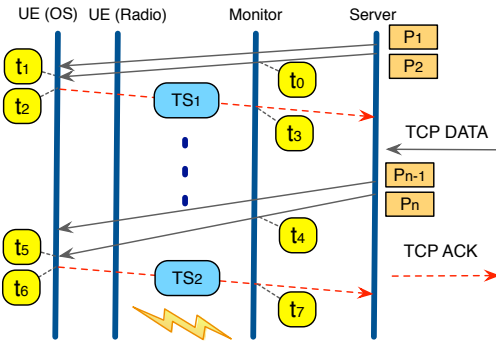 UE (OS) UE (Radio) Monitor Server
P1
P2
t1
t0
t2
TS1
t3
TCP DATA
Pn-1
Pn
t5
t4
TCP ACK
t6
TS2
t7